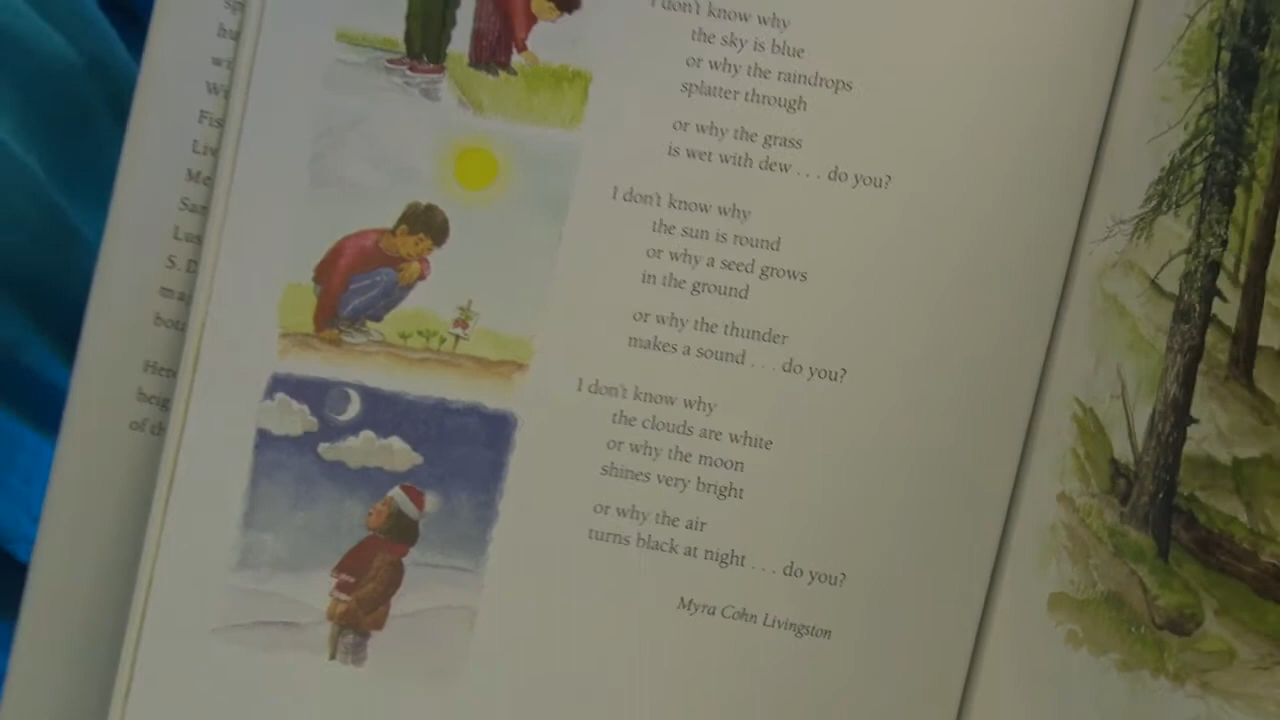 I don't know why
the sky is blue
or why the raindrops
splatter through
or why the grass
is wet with dew . . . do you?
I don't know why
the sun is round
or why a seed grows
in the ground
or why the thunder
makes a sound . . . do you?
I don't know why
the clouds are white
or why the moon
shines very bright
or why the air
turns black at night . . . do you?
Myra Cohn Livingston